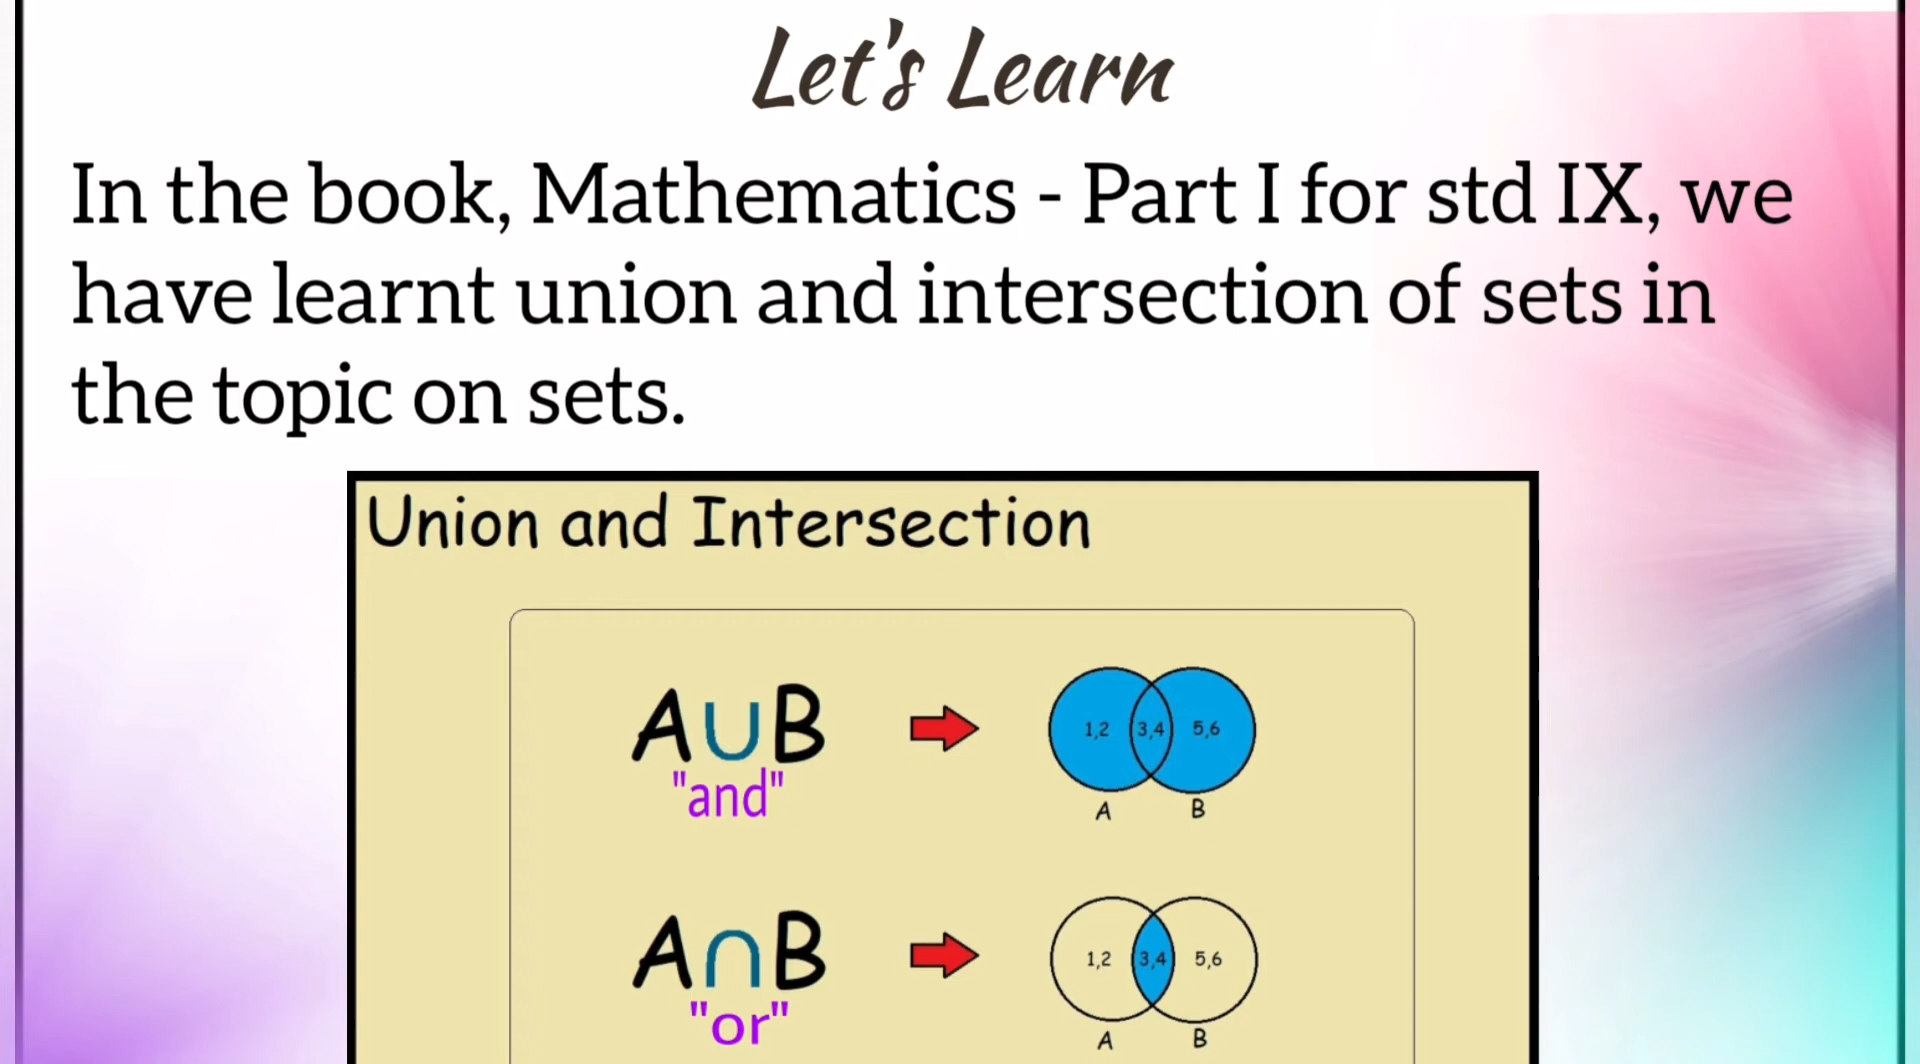 Let's Learn
In the book, Mathematics - Part I for std IX, we
have learnt union and intersection of sets in
the topic on sets.
Union and Intersection
A∪B
"and"
1,2 3,4 5,6
A B
A∩B
"or"
1,2 3,4 5,6
A B